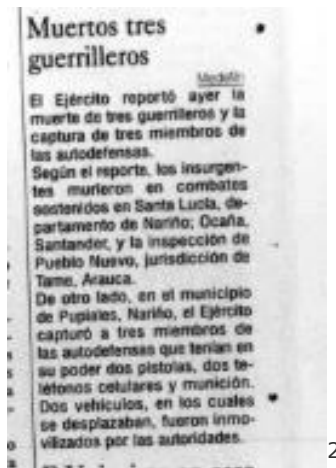 Muertos tres
guerrilleros
Medellín
El Ejército reportó ayer la
muerte de tres guerrilleros y la
captura de tres miembros de
las autodefensas.
Según el reporte, los insurgen-
tes murieron en combates
sostenidos en Santa Lucía, de-
partamento de Nariño; Ocaña,
Santander, y la inspección de
Pueblo Nuevo, jurisdicción de
Tame, Arauca.
De otro lado, en el municipio
de Pupiales, Nariño, el Ejército
capturó a tres miembros de
las autodefensas que tenían en
su poder dos pistolas, dos te-
léfonos celulares y munición.
Dos vehículos, en los cuales
se desplazaban, fueron inmo-
vilizados por las autoridades.
2